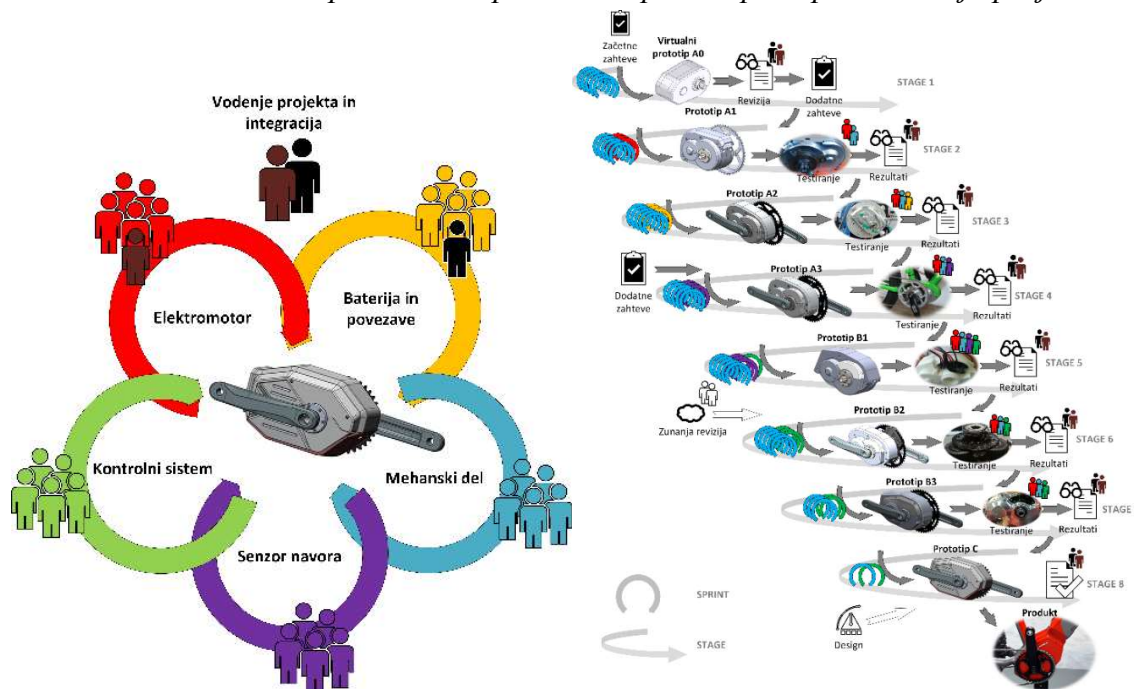 Vodenje projekta in
integracija
Elektromotor
Baterija in
povezave
Kontrolni sistem
Mehanski del
Senzor navora
Začetne
zahteve
Virtualni
prototip A0
Revizija
Dodatne
zahteve
STAGE 1
Prototip A1
Testiranje
Rezultati
STAGE 2
Prototip A2
Testiranje
Rezultati
STAGE 3
Dodatne
zahteve
Prototip A3
Testiranje
Rezultati
STAGE 4
Prototip B1
Testiranje
Rezultati
STAGE 5
Zunanja revizija
Prototip B2
Testiranje
Rezultati
STAGE 6
Prototip B3
Testiranje
Rezultati
STAGE
Prototip C
STAGE 8
Design
Produkt
SPRINT
STAGE